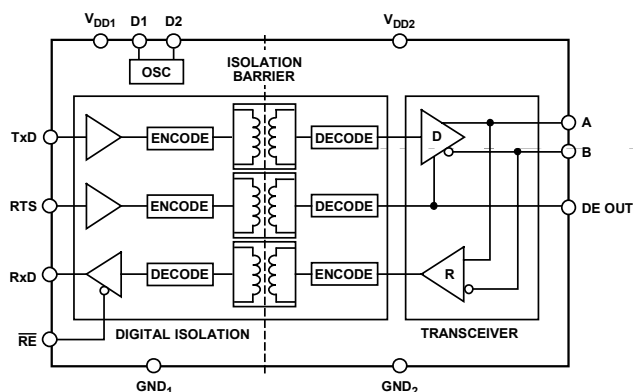 VDD1 D1 D2 VDD2
OSC
ISOLATION
BARRIER
TxD ENCODE DECODE D A
B
RTS ENCODE DECODE DE OUT
RxD DECODE ENCODE R
DIGITAL ISOLATION TRANSCEIVER
R̅E̅
GND1 GND2